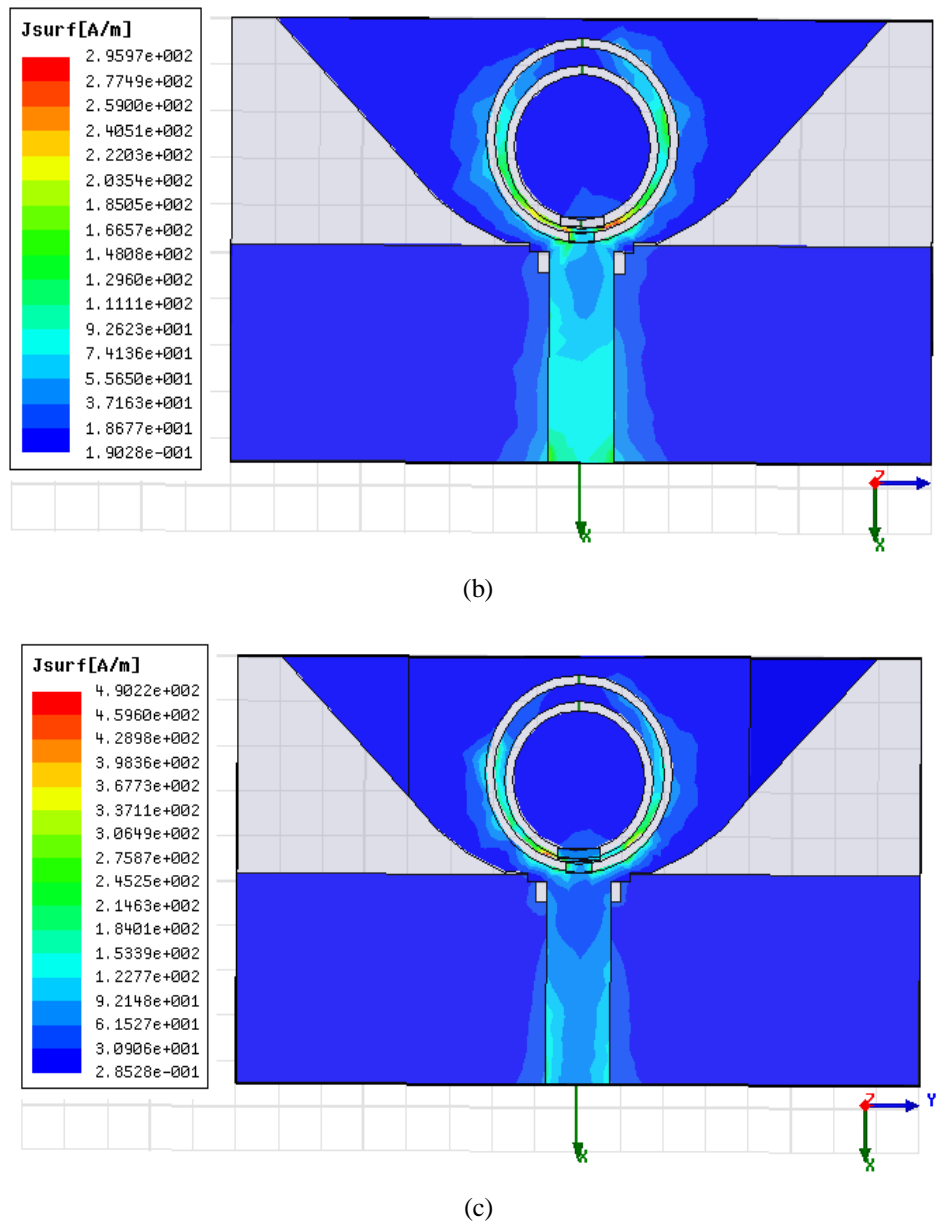 Jsurf[A/m]
2.9597e+002
2.7749e+002
2.5900e+002
2.4051e+002
2.2203e+002
2.0354e+002
1.8505e+002
1.6657e+002
1.4808e+002
1.2960e+002
1.1111e+002
9.2623e+001
7.4136e+001
5.5650e+001
3.7163e+001
1.8677e+001
1.9028e-001
Z
X
X
(b)
Jsurf[A/m]
4.9022e+002
4.5960e+002
4.2898e+002
3.9836e+002
3.6773e+002
3.3711e+002
3.0649e+002
2.7587e+002
2.4525e+002
2.1463e+002
1.8401e+002
1.5339e+002
1.2277e+002
9.2148e+001
6.1527e+001
3.0906e+001
2.8528e-001
Z
Y
X
X
(c)